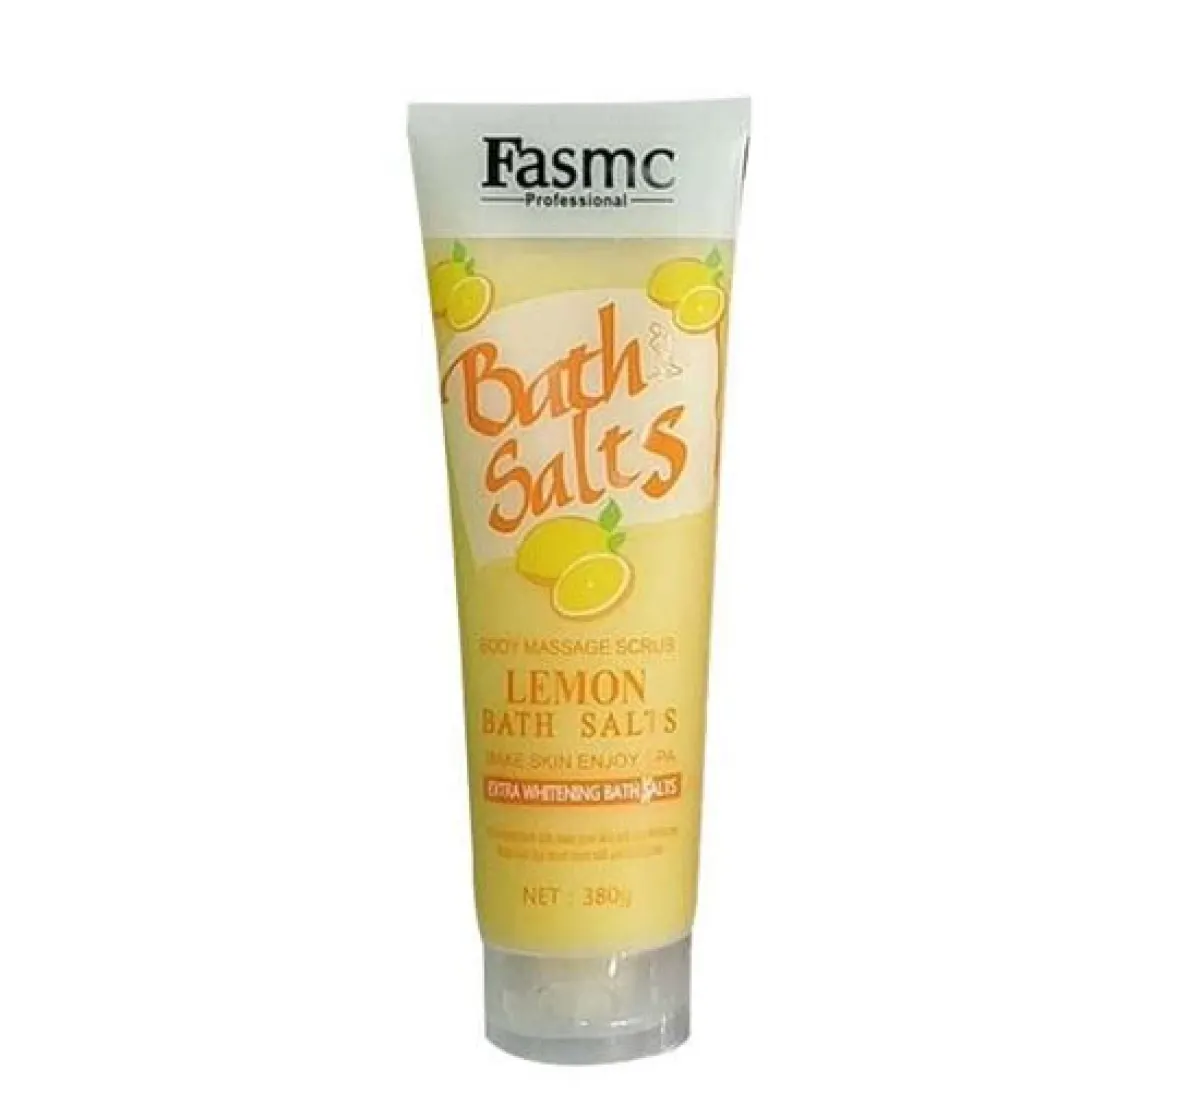 Fasmc
Professional
Bath
Salts
BODY MASSAGE SCRUB
LEMON
BATH SALTS
MAKE SKIN ENJOY PA
EXTRA WHITENING BATH SALTS
NET : 380g